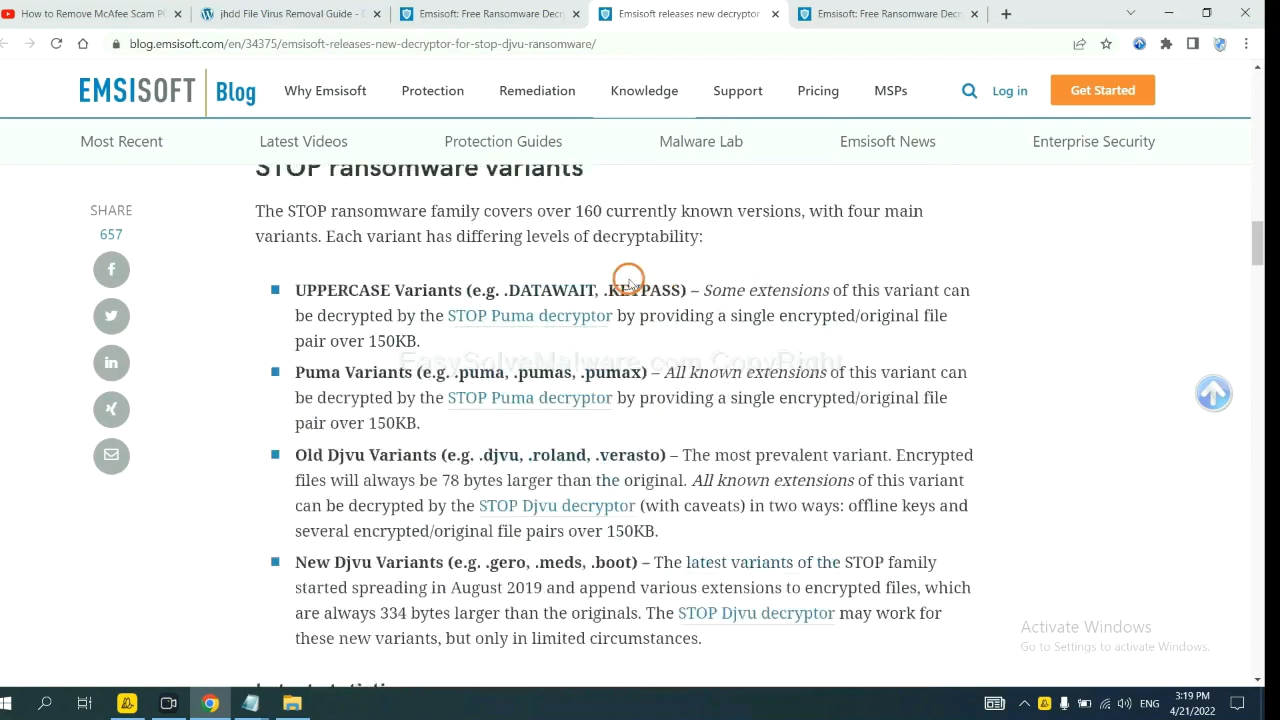 How to Remove McAfee Scam P
jhdd File Virus Removal Guide - D
Emsisoft: Free Ransomware Decr
Emsisoft releases new decryptor
Emsisoft: Free Ransomware Decr
blog.emsisoft.com/en/34375/emsisoft-releases-new-decryptor-for-stop-djvu-ransomware/
EMSISOFT Blog
Why Emsisoft Protection Remediation Knowledge Support Pricing MSPs
Log in
Get Started
Most Recent Latest Videos Protection Guides Malware Lab Emsisoft News Enterprise Security
STOP ransomware variants
SHARE
657
The STOP ransomware family covers over 160 currently known versions, with four main
variants. Each variant has differing levels of decryptability:
UPPERCASE Variants (e.g. .DATAWAIT, .KEYPASS) – Some extensions of this variant can
be decrypted by the STOP Puma decryptor by providing a single encrypted/original file
pair over 150KB.
EasySolveMalware.com CopyRight
Puma Variants (e.g. .puma, .pumas, .pumax) – All known extensions of this variant can
be decrypted by the STOP Puma decryptor by providing a single encrypted/original file
pair over 150KB.
Old Djvu Variants (e.g. .djvu, .roland, .verasto) – The most prevalent variant. Encrypted
files will always be 78 bytes larger than the original. All known extensions of this variant
can be decrypted by the STOP Djvu decryptor (with caveats) in two ways: offline keys and
several encrypted/original file pairs over 150KB.
New Djvu Variants (e.g. .gero, .meds, .boot) – The latest variants of the STOP family
started spreading in August 2019 and append various extensions to encrypted files, which
are always 334 bytes larger than the originals. The STOP Djvu decryptor may work for
these new variants, but only in limited circumstances.
Activate Windows
Go to Settings to activate Windows.
ENG
3:19 PM
4/21/2022